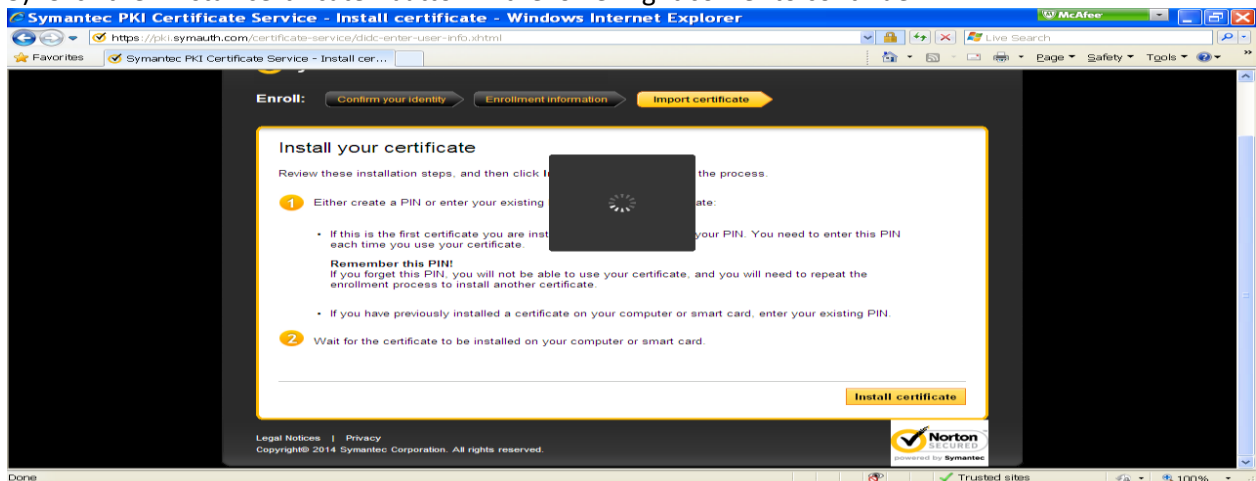 Symantec PKI Certificate Service - Install certificate - Windows Internet Explorer
McAfee
https://pki.symauth.com/certificate-service/didc-enter-user-info.xhtml
Live Search
Favorites
Symantec PKI Certificate Service - Install cer...
Page
Safety
Tools
Enroll: Confirm your identity Enrollment information Import certificate
Install your certificate
Review these installation steps, and then click the process.
1 Either create a PIN or enter your existing ate:
• If this is the first certificate you are inst your PIN. You need to enter this PIN
each time you use your certificate.
Remember this PIN!
If you forget this PIN, you will not be able to use your certificate, and you will need to repeat the
enrollment process to install another certificate.
• If you have previously installed a certificate on your computer or smart card, enter your existing PIN.
2 Wait for the certificate to be installed on your computer or smart card.
Install certificate
Legal Notices | Privacy
Copyright© 2014 Symantec Corporation. All rights reserved.
Norton
SECURED
powered by Symantec
Done
Trusted sites
100%